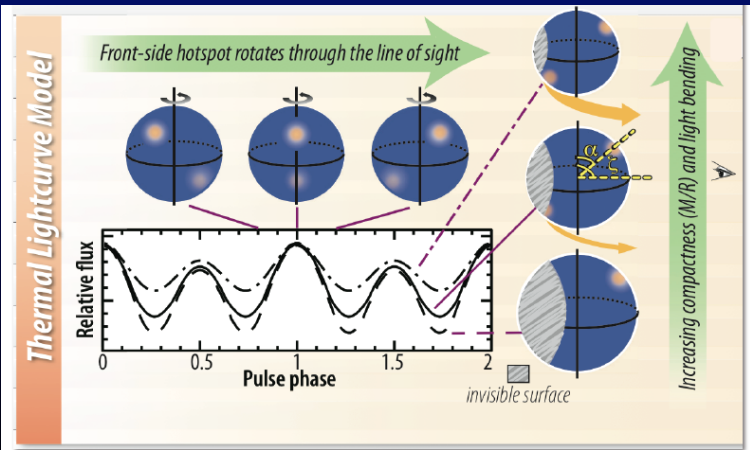 Thermal Lightcurve Model
Front-side hotspot rotates through the line of sight
α
ζ
Increasing compactness (M/R) and light bending
Relative flux
0 0.5 1 1.5 2
Pulse phase
invisible surface